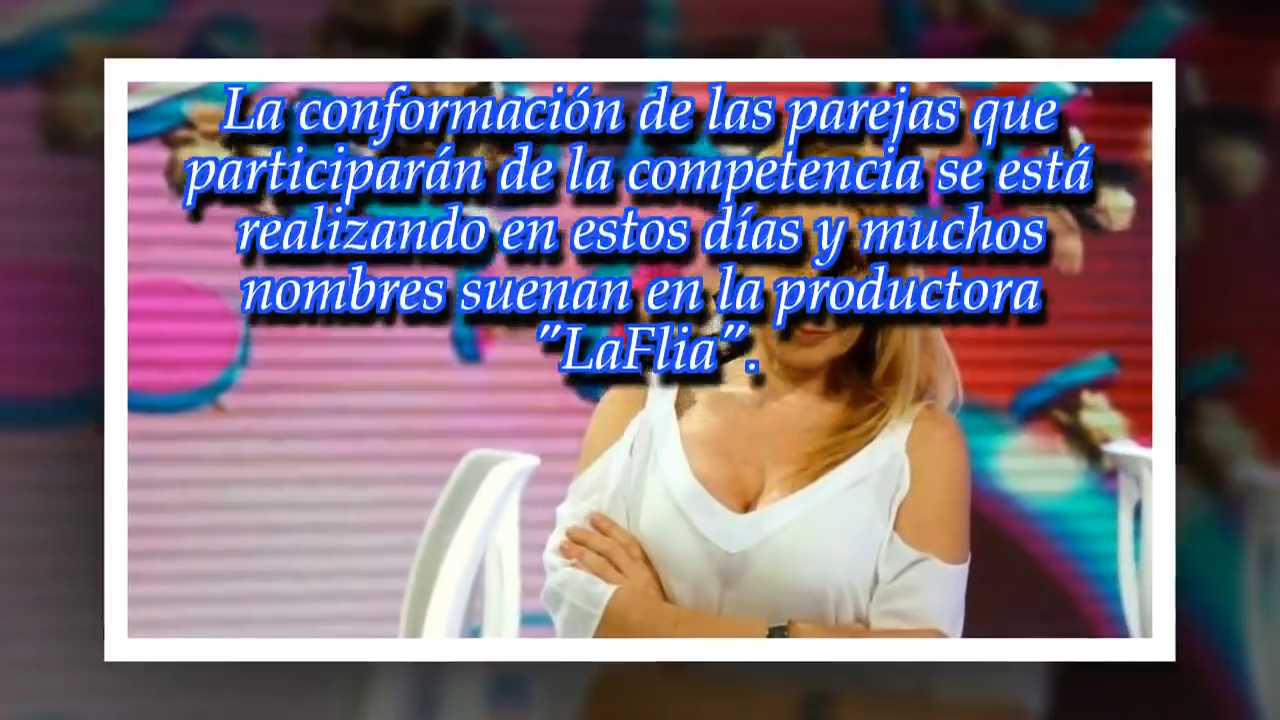 La conformación de las parejas que
participarán de la competencia se está
realizando en estos días y muchos
nombres suenan en la productora
"LaFlia".